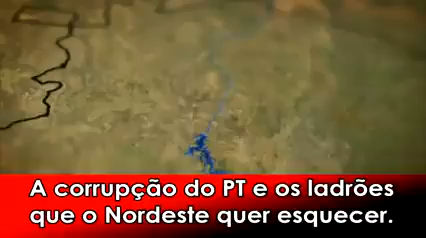 A corrupção do PT e os ladrões
que o Nordeste quer esquecer.